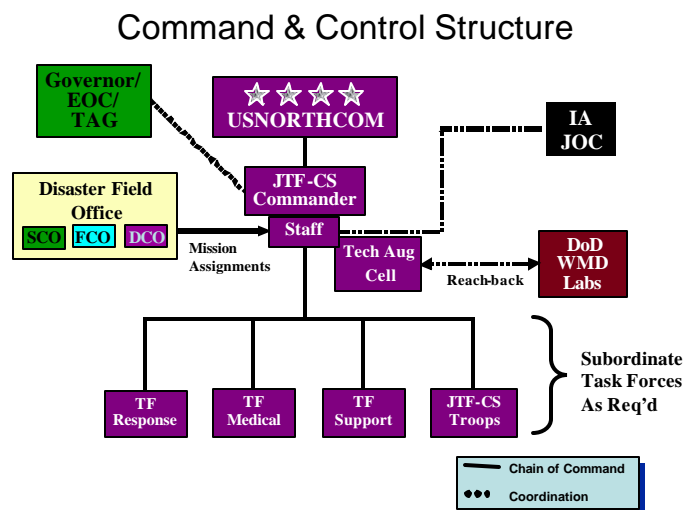 Command & Control Structure
Governor/
EOC/
TAG
USNORTHCOM
IA
JOC
JTF-CS
Commander
Disaster Field
Office
SCO
FCO
DCO
Staff
Mission
Assignments
Tech Aug
Cell
Reach-back
DoD
WMD
Labs
TF
Response
TF
Medical
TF
Support
JTF-CS
Troops
Subordinate
Task Forces
As Req'd
Chain of Command
Coordination